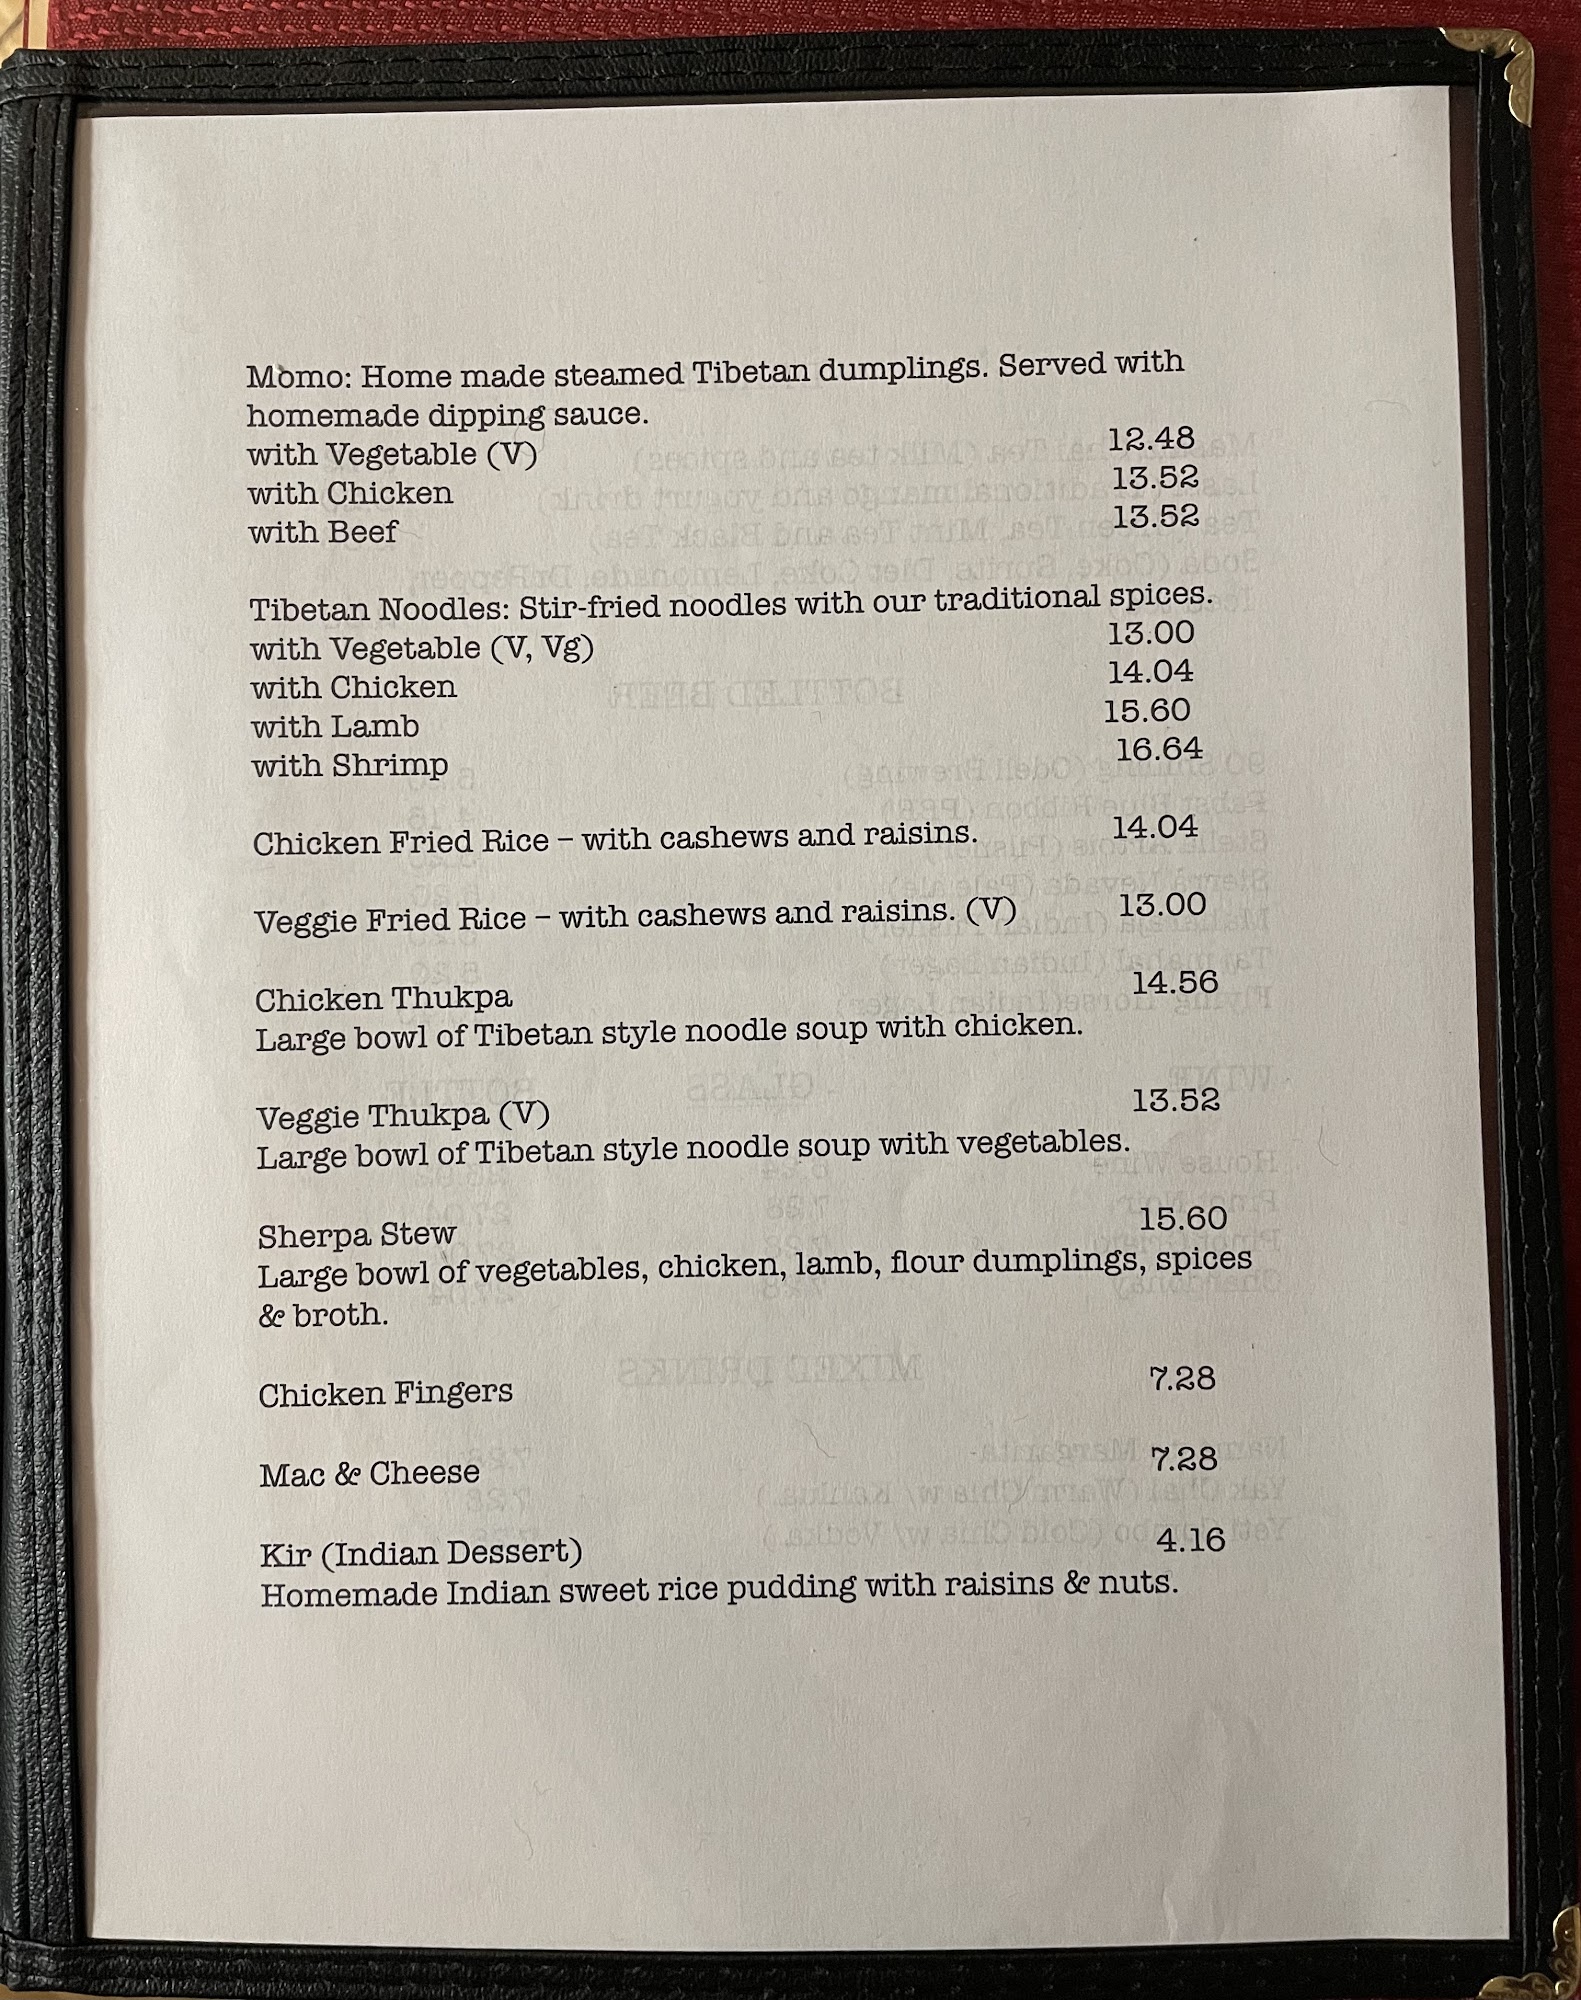 Momo: Home made steamed Tibetan dumplings. Served with
homemade dipping sauce.
with Vegetable (V) 12.48
with Chicken 13.52
with Beef 13.52
Tibetan Noodles: Stir-fried noodles with our traditional spices.
with Vegetable (V, Vg) 13.00
with Chicken 14.04
with Lamb 15.60
with Shrimp 16.64
Chicken Fried Rice – with cashews and raisins. 14.04
Veggie Fried Rice – with cashews and raisins. (V) 13.00
Chicken Thukpa 14.56
Large bowl of Tibetan style noodle soup with chicken.
Veggie Thukpa (V) 13.52
Large bowl of Tibetan style noodle soup with vegetables.
Sherpa Stew 15.60
Large bowl of vegetables, chicken, lamb, flour dumplings, spices
& broth.
Chicken Fingers 7.28
Mac & Cheese 7.28
Kir (Indian Dessert) 4.16
Homemade Indian sweet rice pudding with raisins & nuts.